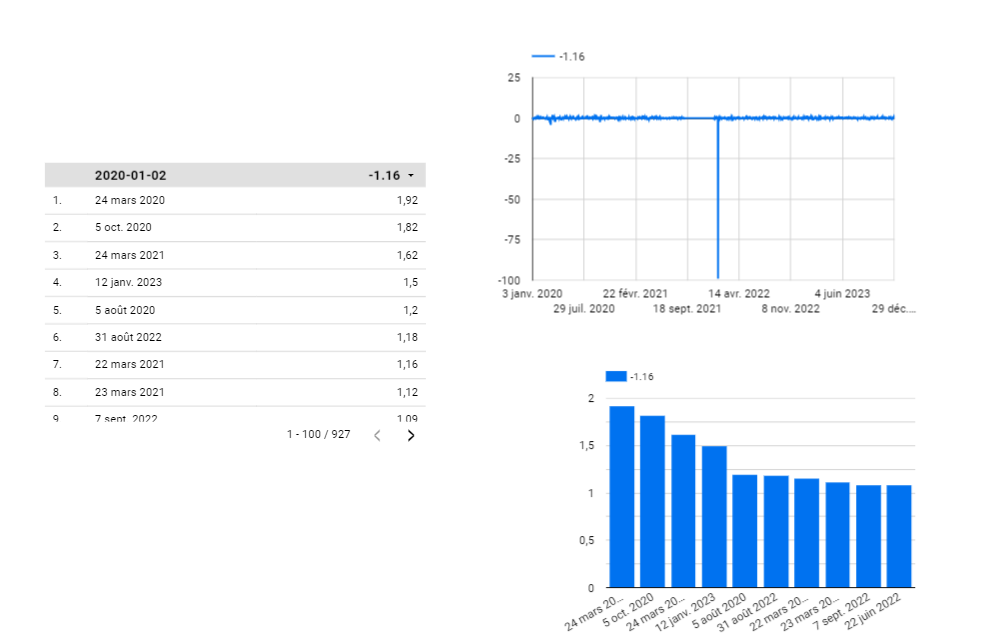 2020-01-02 -1.16
1. 24 mars 2020 1,92
2. 5 oct. 2020 1,82
3. 24 mars 2021 1,62
4. 12 janv. 2023 1,5
5. 5 août 2020 1,2
6. 31 août 2022 1,18
7. 22 mars 2021 1,16
8. 23 mars 2021 1,12
9. 7 sept. 2022 1,09
1 - 100 / 927
-1.16
25
0
-25
-50
-75
-100
3 janv. 2020 22 févr. 2021 14 avr. 2022 4 juin 2023
29 juil. 2020 18 sept. 2021 8 nov. 2022 29 déc....
-1.16
2
1,5
1
0,5
0
24 mars 20... 5 oct. 2020 24 mars 20... 12 janv. 2023 5 août 2020 31 août 2022 22 mars 20... 23 mars 20... 7 sept. 2022 22 juin 2022